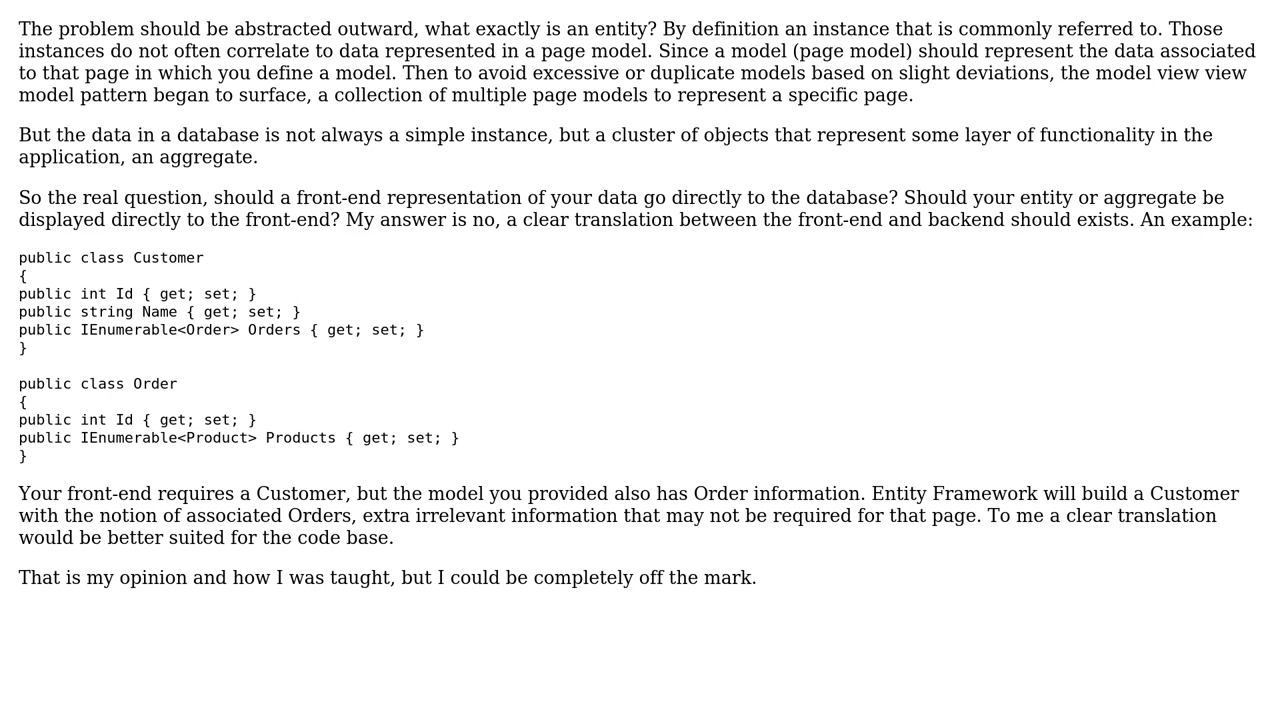 The problem should be abstracted outward, what exactly is an entity? By definition an instance that is commonly referred to. Those
instances do not often correlate to data represented in a page model. Since a model (page model) should represent the data associated
to that page in which you define a model. Then to avoid excessive or duplicate models based on slight deviations, the model view view
model pattern began to surface, a collection of multiple page models to represent a specific page.
But the data in a database is not always a simple instance, but a cluster of objects that represent some layer of functionality in the
application, an aggregate.
So the real question, should a front-end representation of your data go directly to the database? Should your entity or aggregate be
displayed directly to the front-end? My answer is no, a clear translation between the front-end and backend should exists. An example:
public class Customer
{
public int Id { get; set; }
public string Name { get; set; }
public IEnumerable<Order> Orders { get; set; }
}
public class Order
{
public int Id { get; set; }
public IEnumerable<Product> Products { get; set; }
}
Your front-end requires a Customer, but the model you provided also has Order information. Entity Framework will build a Customer
with the notion of associated Orders, extra irrelevant information that may not be required for that page. To me a clear translation
would be better suited for the code base.
That is my opinion and how I was taught, but I could be completely off the mark.